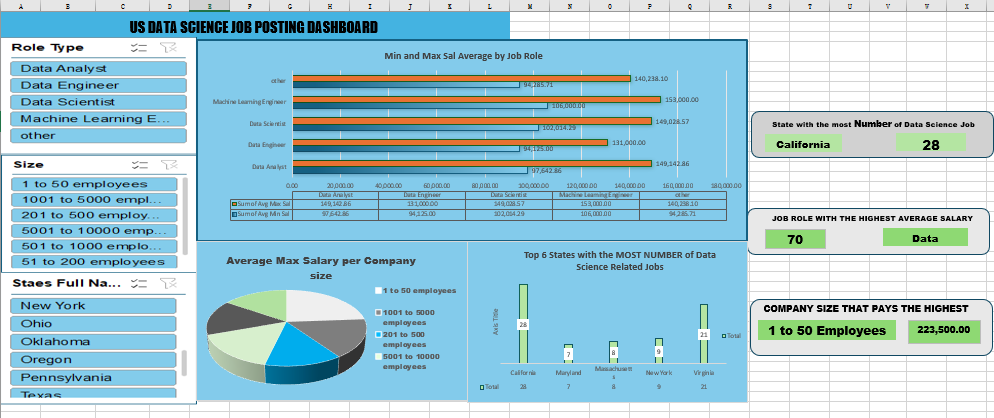 A B C D E F G H I J K L M N O P Q R S T U V W X
US DATA SCIENCE JOB POSTING DASHBOARD
Role Type
Data Analyst
Data Engineer
Data Scientist
Machine Learning E...
other
Size
1 to 50 employees
1001 to 5000 empl...
201 to 500 employ...
5001 to 10000 emp...
501 to 1000 emplo...
51 to 200 employees
Staes Full Na...
New York
Ohio
Oklahoma
Oregon
Pennsylvania
Texas
Min and Max Sal Average by Job Role
other
140,238.10
94,285.71
Machine Learning Engineer
153,000.00
106,000.00
Data Scientist
149,028.57
102,014.29
Data Engineer
131,000.00
94,125.00
Data Analyst
149,142.86
97,642.86
0.00 20,000.00 40,000.00 60,000.00 80,000.00 100,000.00 120,000.00 140,000.00 160,000.00 180,000.00
Data Analyst Data Engineer Data Scientist Machine Learning Engineer other
Sum of Avg Max Sal 149,142.86 131,000.00 149,028.57 153,000.00 140,238.10
Sum of Avg Min Sal 97,642.86 94,125.00 102,014.29 106,000.00 94,285.71
Average Max Salary per Company
size
1 to 50 employees
1001 to 5000
employees
201 to 500
employees
5001 to 10000
employees
Top 6 States with the MOST NUMBER of Data
Science Related Jobs
Axis Title
28
7
8
9
21
Total
California Maryland Massachusett
s New York Virginia
Total 28 7 8 9 21
State with the most Number of Data Science Job
California 28
JOB ROLE WITH THE HIGHEST AVERAGE SALARY
70 Data
COMPANY SIZE THAT PAYS THE HIGHEST
1 to 50 Employees 223,500.00